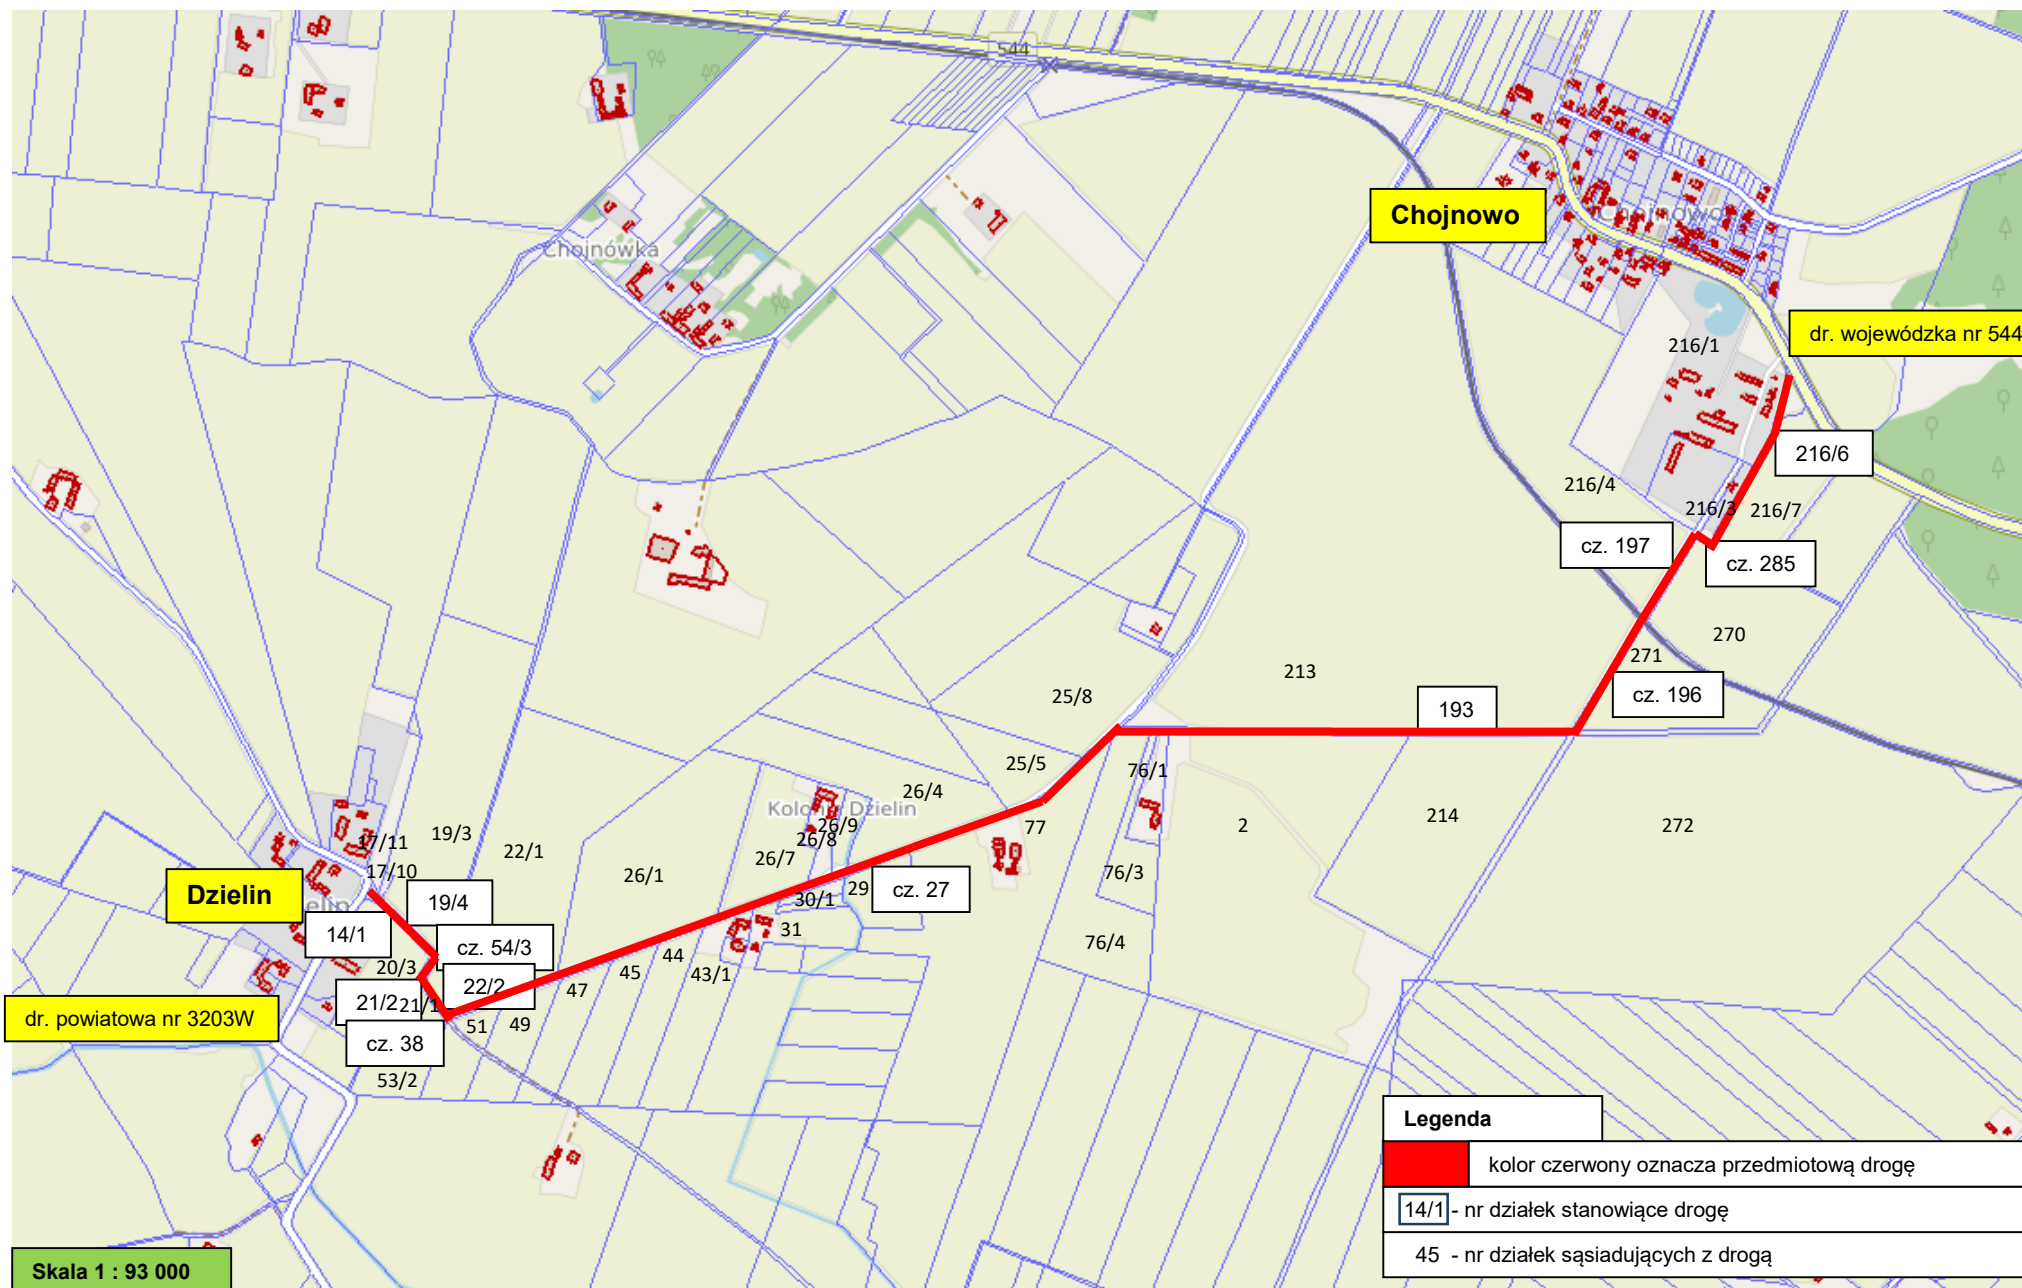 544
Chojnowo
Chojnowo
Chojnówka
dr. wojewódzka nr 544
216/1
216/6
216/4
216/3
216/7
cz. 197
cz. 285
270
271
213
25/8
cz. 196
193
25/5
76/1
26/4
Kolonia Dzielin
26/9
26/8
77
2
214
272
17/11
19/3
22/1
26/7
17/10
26/1
76/3
Dzielin
19/4
29
cz. 27
30/1
elin
14/1
cz. 54/3
31
76/4
20/3
44
45
43/1
22/2
47
21/2
21/1
dr. powiatowa nr 3203W
51
49
cz. 38
53/2
Legenda
kolor czerwony oznacza przedmiotową drogę
14/1 - nr działek stanowiące drogę
45 - nr działek sąsiadujących z drogą
Skala 1 : 93 000